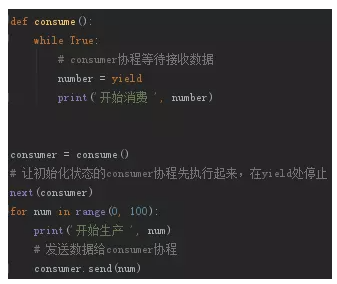 def consume():
    while True:
        # consumer协程等待接收数据
        number = yield
        print('开始消费 ', number)
consumer = consume()
# 让初始化状态的consumer协程先执行起来，在yield处停止
next(consumer)
for num in range(0, 100):
    print('开始生产 ', num)
    # 发送数据给consumer协程
    consumer.send(num)